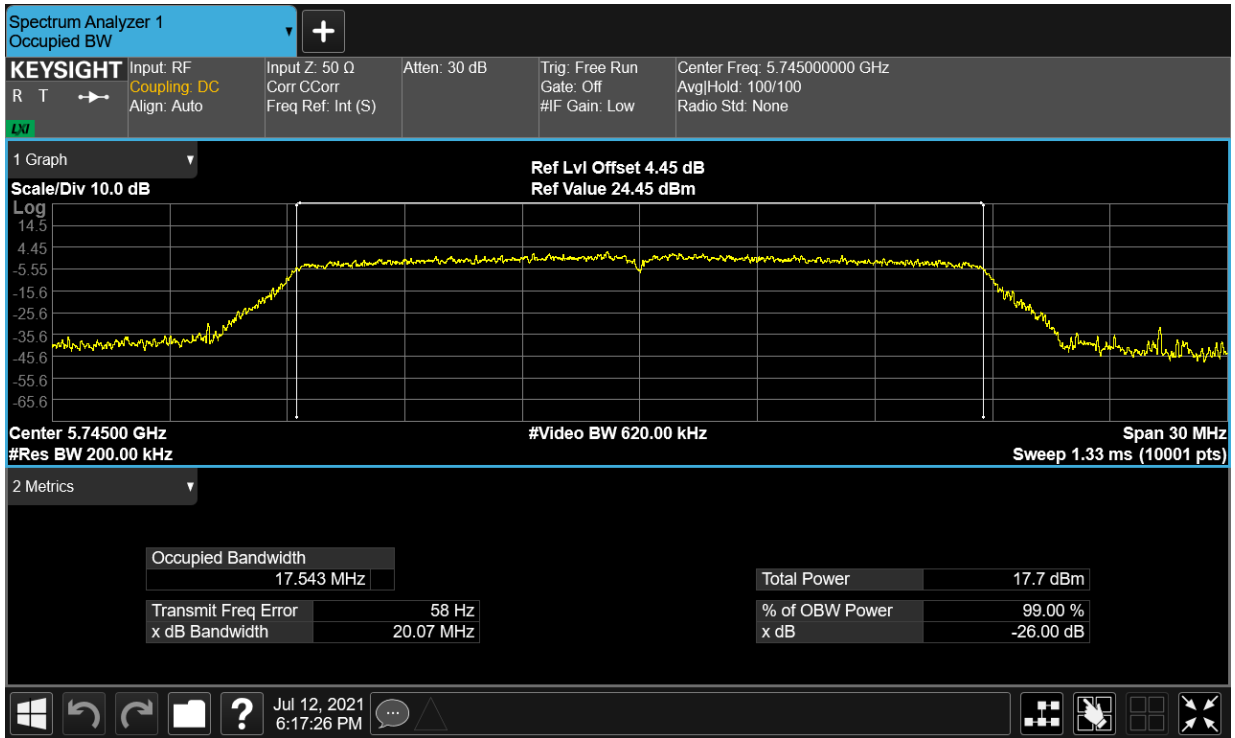 Spectrum Analyzer 1
Occupied BW
KEYSIGHT
R T
LXI
Input: RF
Coupling: DC
Align: Auto
Input Z: 50 Ω
Corr CCorr
Freq Ref: Int (S)
Atten: 30 dB
Trig: Free Run
Gate: Off
#IF Gain: Low
Center Freq: 5.745000000 GHz
Avg|Hold: 100/100
Radio Std: None
1 Graph
Scale/Div 10.0 dB
Ref Lvl Offset 4.45 dB
Ref Value 24.45 dBm
Log
14.5
4.45
-5.55
-15.6
-25.6
-35.6
-45.6
-55.6
-65.6
Center 5.74500 GHz
#Res BW 200.00 kHz
#Video BW 620.00 kHz
Span 30 MHz
Sweep 1.33 ms (10001 pts)
2 Metrics
Occupied Bandwidth
17.543 MHz
Transmit Freq Error 58 Hz
x dB Bandwidth 20.07 MHz
Total Power 17.7 dBm
% of OBW Power 99.00 %
x dB -26.00 dB
?
Jul 12, 2021
6:17:26 PM